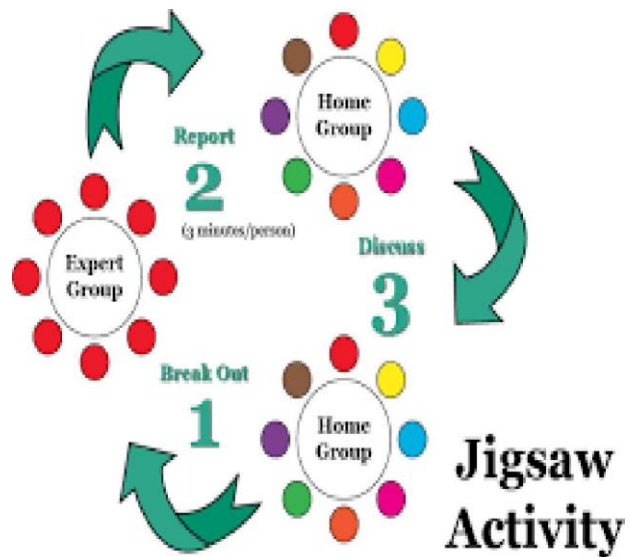 Home
Group
Report
2
(3 minutes/person)
Expert
Group
Discuss
3
Break Out
1
Home
Group
Jigsaw
Activity